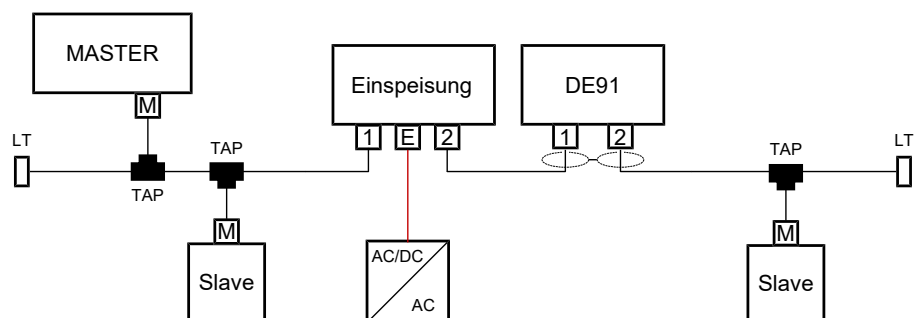 MASTER
M
LT
TAP
TAP
M
Slave
Einspeisung
1
E
2
AC/DC
AC
DE91
1
2
TAP
M
Slave
LT